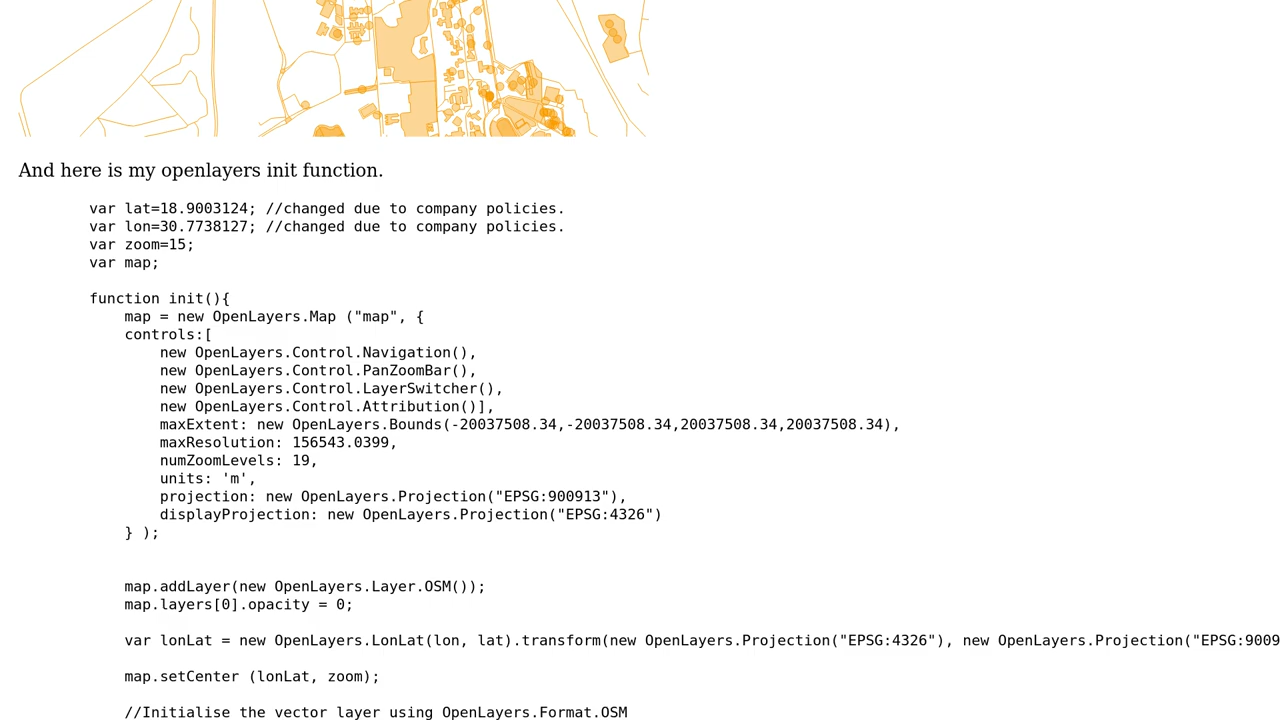 And here is my openlayers init function.
var lat=18.9003124; //changed due to company policies.
var lon=30.7738127; //changed due to company policies.
var zoom=15;
var map;
function init(){
map = new OpenLayers.Map ("map", {
controls:[
new OpenLayers.Control.Navigation(),
new OpenLayers.Control.PanZoomBar(),
new OpenLayers.Control.LayerSwitcher(),
new OpenLayers.Control.Attribution()],
maxExtent: new OpenLayers.Bounds(-20037508.34,-20037508.34,20037508.34,20037508.34),
maxResolution: 156543.0399,
numZoomLevels: 19,
units: 'm',
projection: new OpenLayers.Projection("EPSG:900913"),
displayProjection: new OpenLayers.Projection("EPSG:4326")
} );
map.addLayer(new OpenLayers.Layer.OSM());
map.layers[0].opacity = 0;
var lonLat = new OpenLayers.LonLat(lon, lat).transform(new OpenLayers.Projection("EPSG:4326"), new OpenLayers.Projection("EPSG:9009
map.setCenter (lonLat, zoom);
//Initialise the vector layer using OpenLayers.Format.OSM